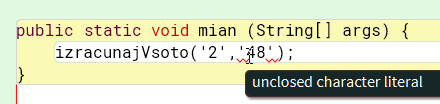 public static void mian (String[] args) {
izracunajVsoto('2','48');
}
unclosed character literal